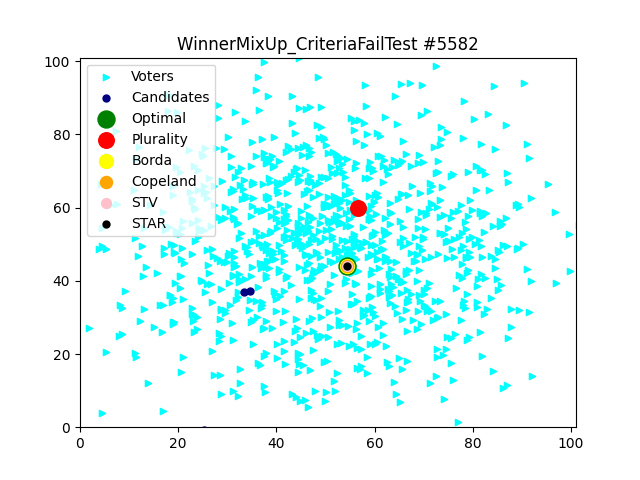 WinnerMixUp_CriteriaFailTest #5582
100
80
60
40
20
0
Voters
Candidates
Optimal
Plurality
Borda
Copeland
STV
STAR
0 20 40 60 80 100